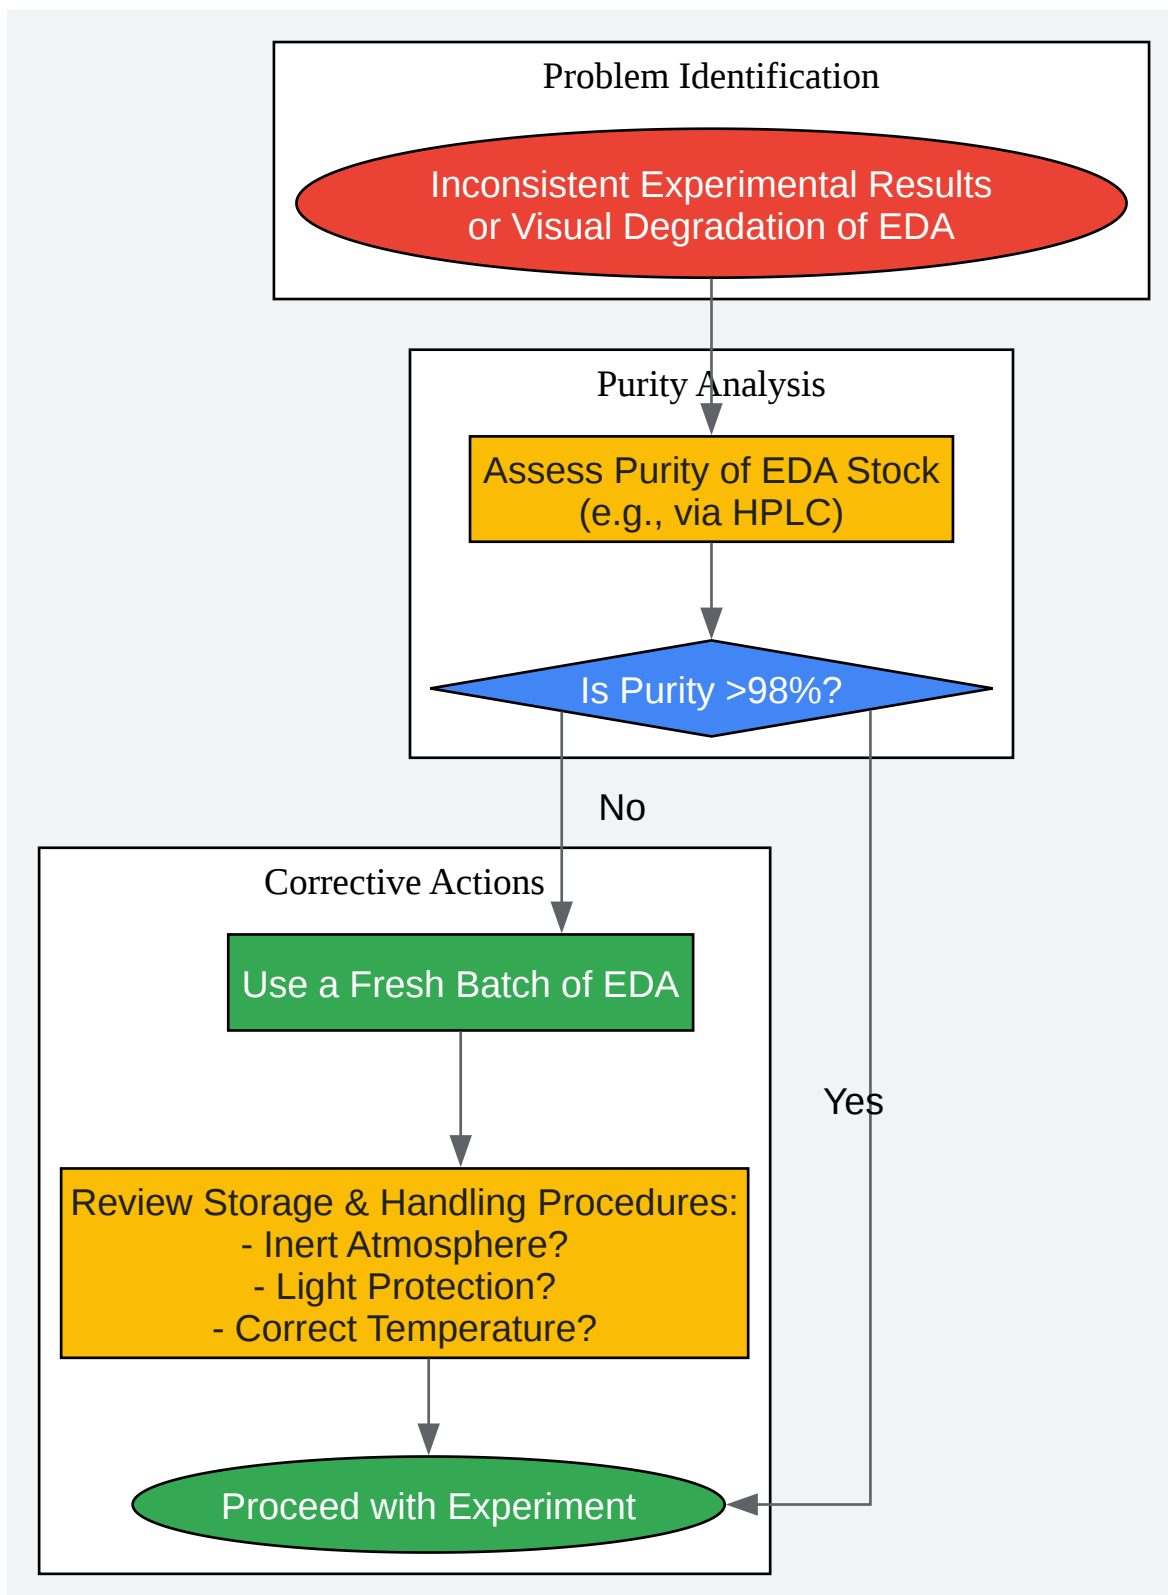 Problem Identification
Inconsistent Experimental Results
or Visual Degradation of EDA
Purity Analysis
Assess Purity of EDA Stock
(e.g., via HPLC)
Is Purity >98%?
No
Corrective Actions
Use a Fresh Batch of EDA
Yes
Review Storage & Handling Procedures:
- Inert Atmosphere?
- Light Protection?
- Correct Temperature?
Proceed with Experiment